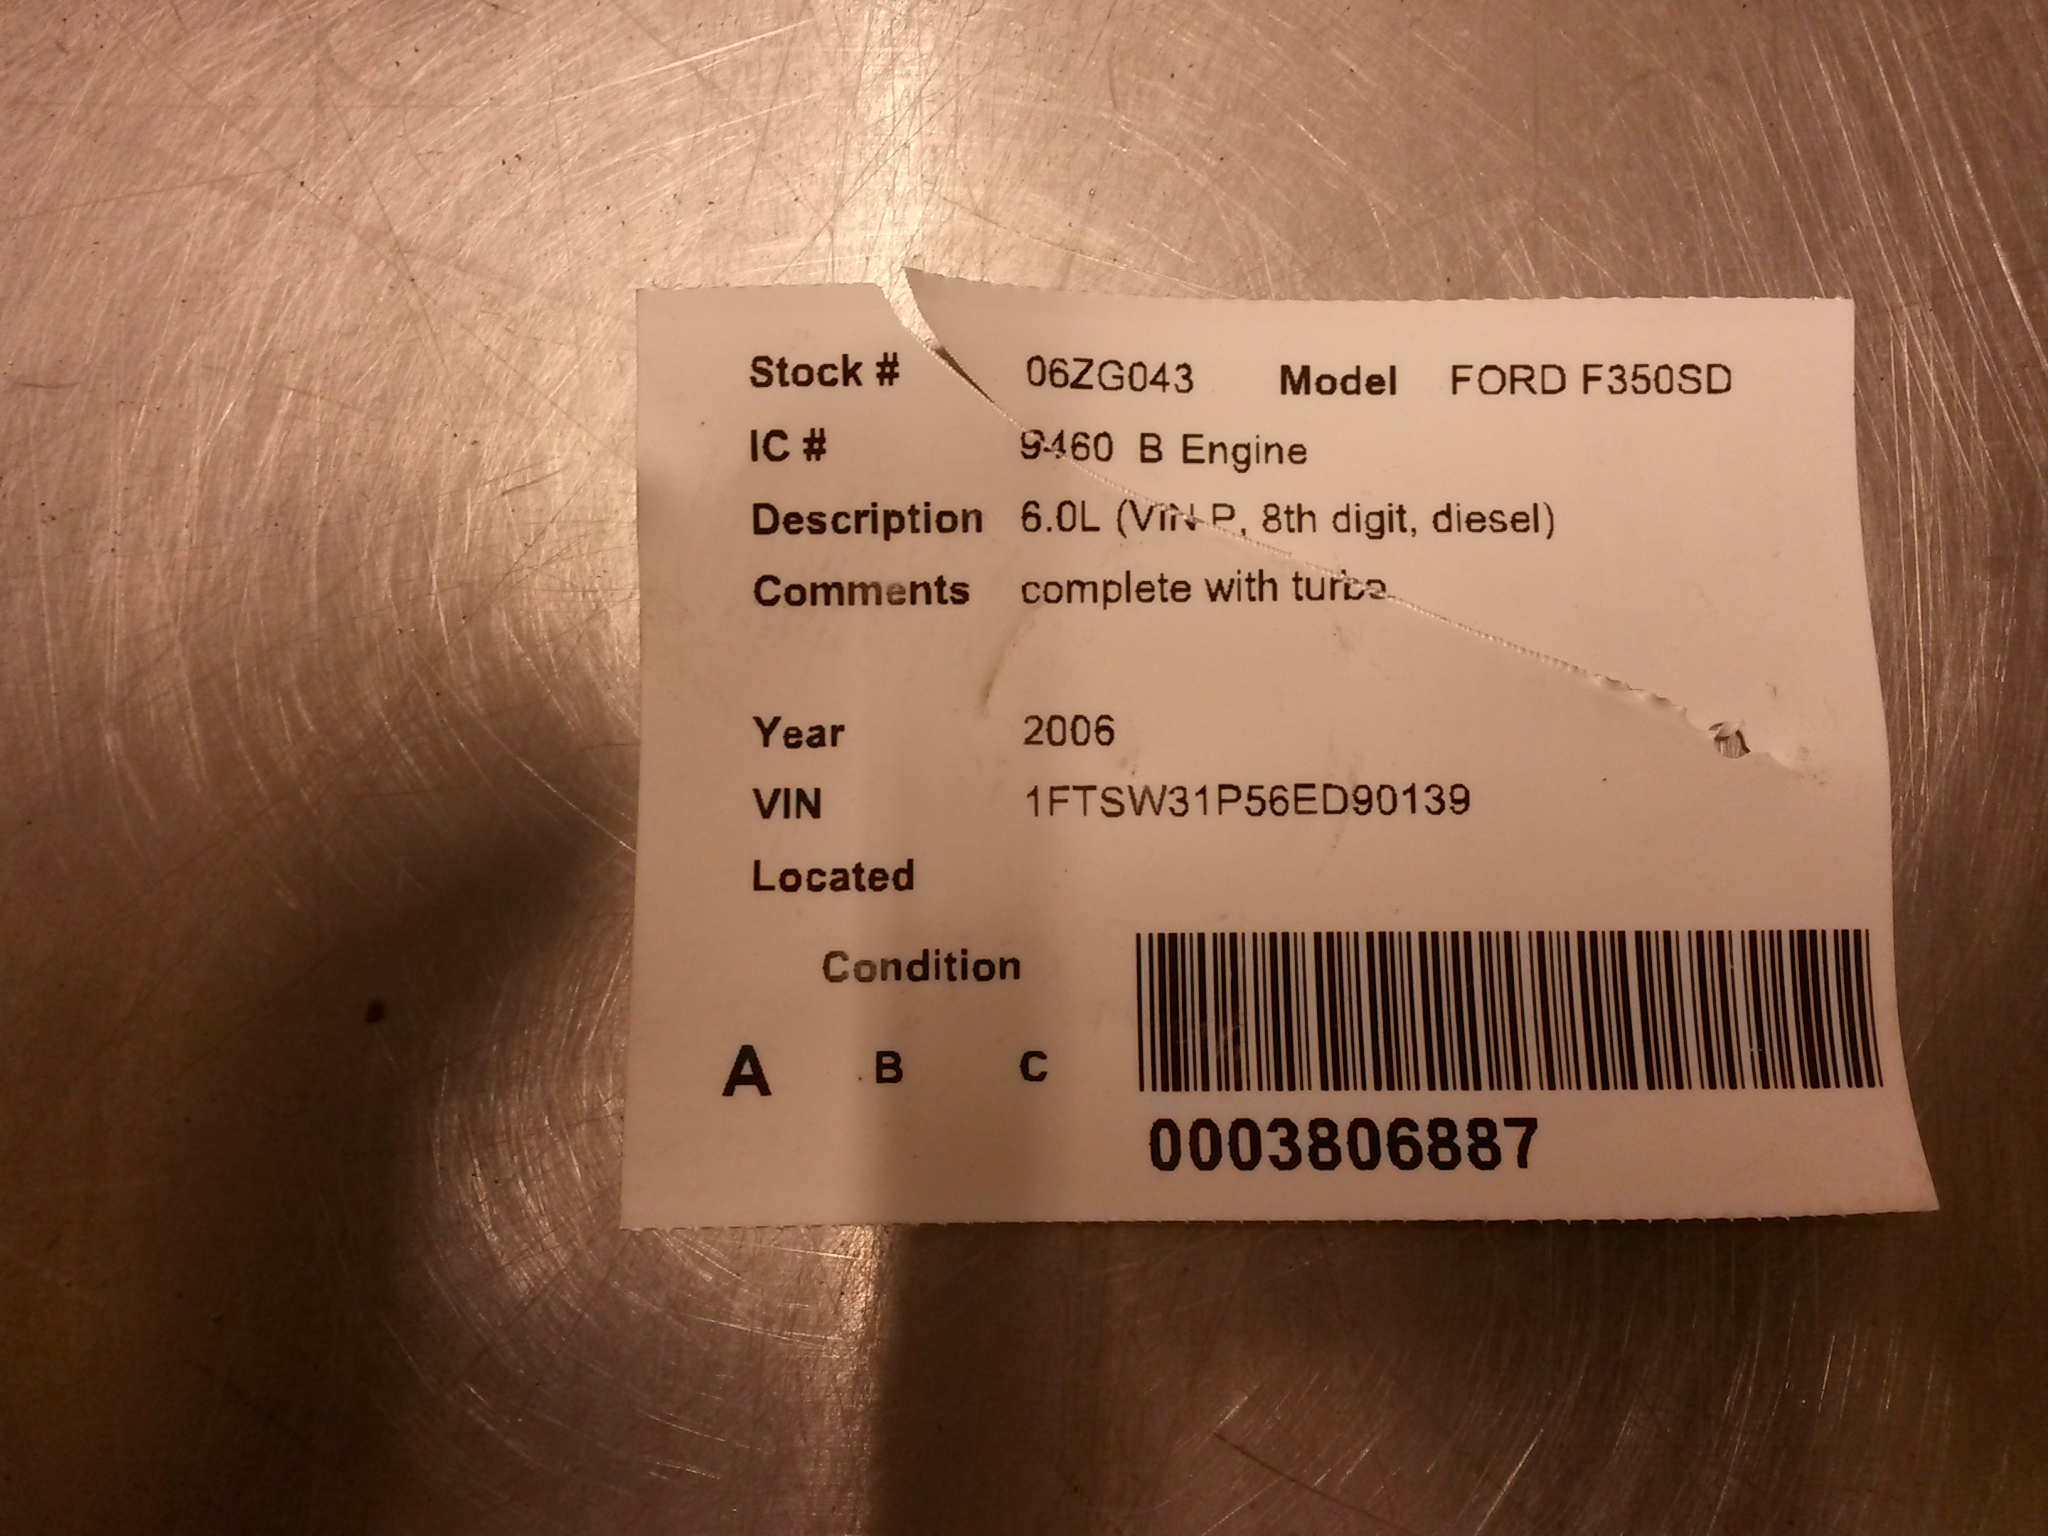 Stock # 06ZG043 Model FORD F350SD
IC # 9460 B Engine
Description 6.0L (VIN P, 8th digit, diesel)
Comments complete with turbo
Year 2006
VIN 1FTSW31P56ED90139
Located
Condition
A B C
0003806887